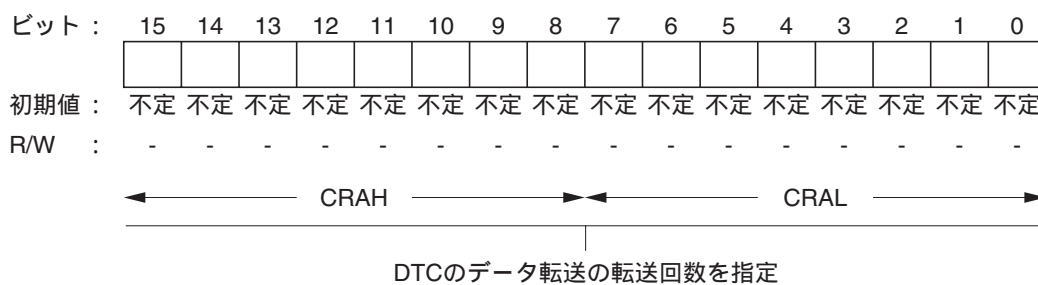 ビット : 15 14 13 12 11 10 9 8 7 6 5 4 3 2 1 0
初期値 : 不定 不定 不定 不定 不定 不定 不定 不定 不定 不定 不定 不定 不定 不定 不定 不定
R/W : - - - - - - - - - - - - - - - -
CRAH CRAL
DTCのデータ転送の転送回数を指定